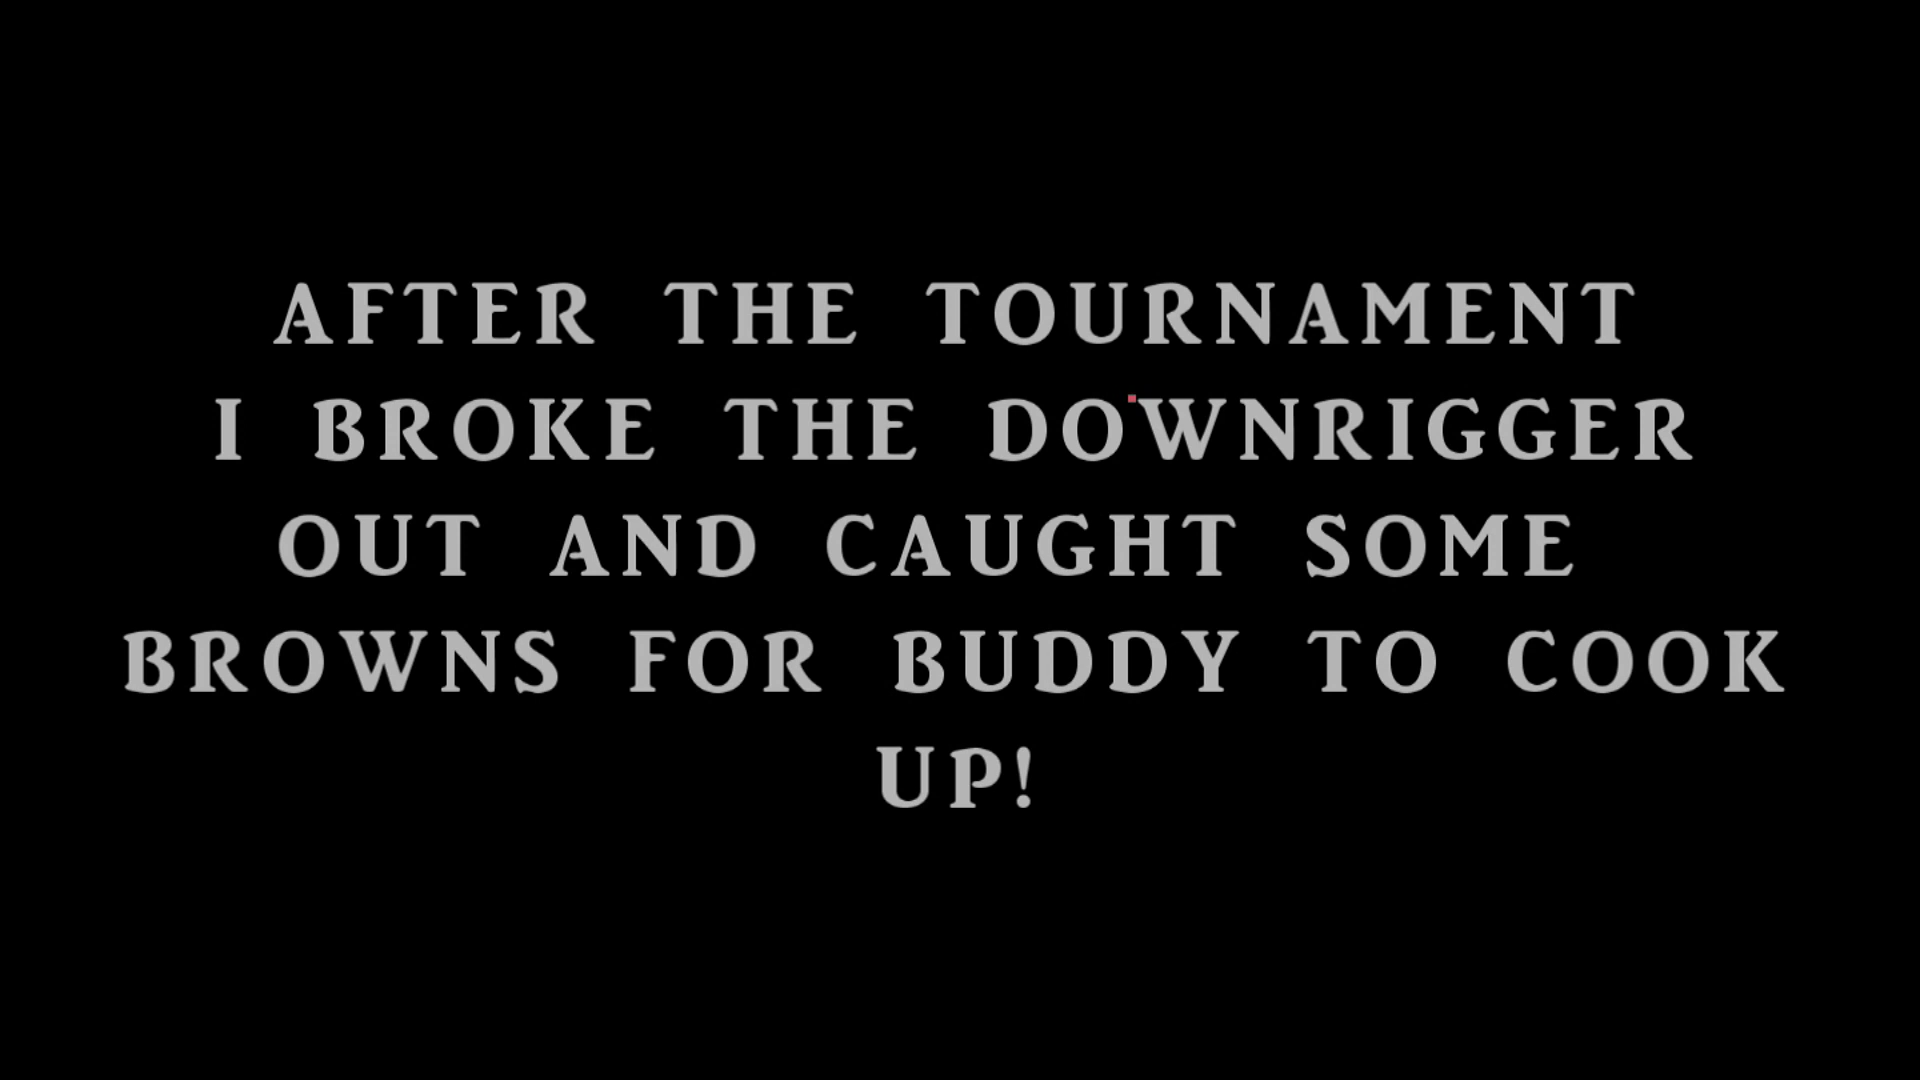 AFTER THE TOURNAMENT
I BROKE THE DOWNRIGGER
OUT AND CAUGHT SOME
BROWNS FOR BUDDY TO COOK
UP!